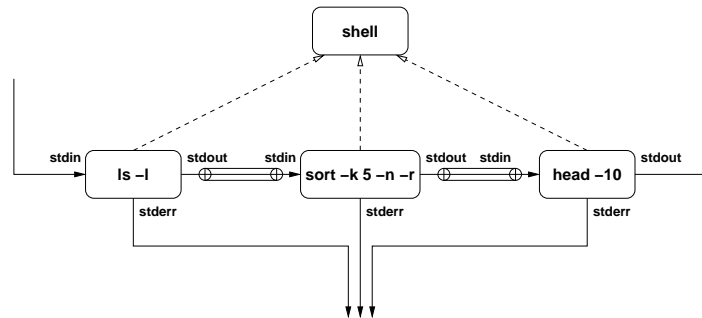 shell
stdin
ls –l
stdout
stdin
sort –k 5 –n –r
stdout
stdin
head –10
stdout
stderr
stderr
stderr